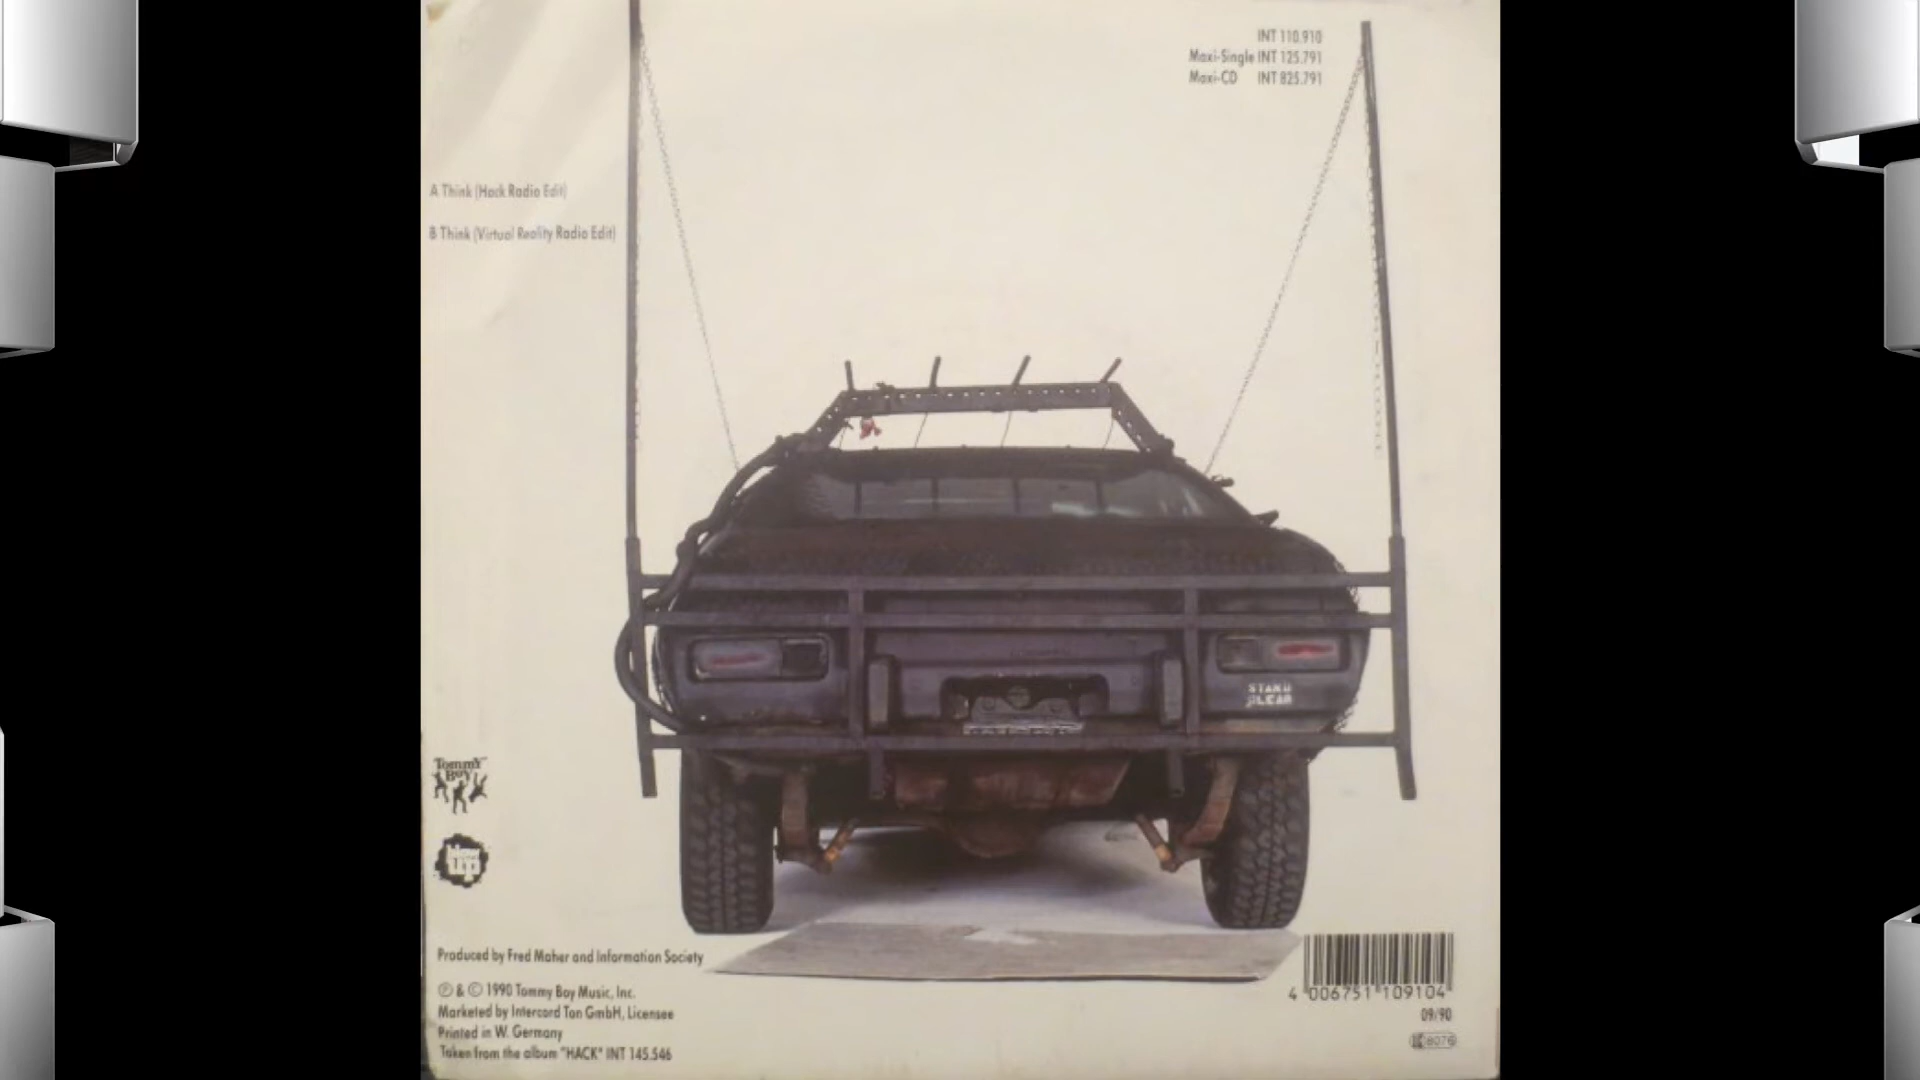 INT 110.910
Maxi-Single INT 125.791
Maxi-CD INT 825.791
A Think (Hack Radio Edit)
B Think (Virtual Reality Radio Edit)
STAND
CLEAR
Tommy
Boy
Produced by Fred Maher and Information Society
℗ & © 1990 Tommy Boy Music, Inc.
Marketed by Intercord Ton GmbH, Licensee
Printed in W. Germany
Taken from the album "HACK" INT 145.546
4 006751 109104
09/90
8076